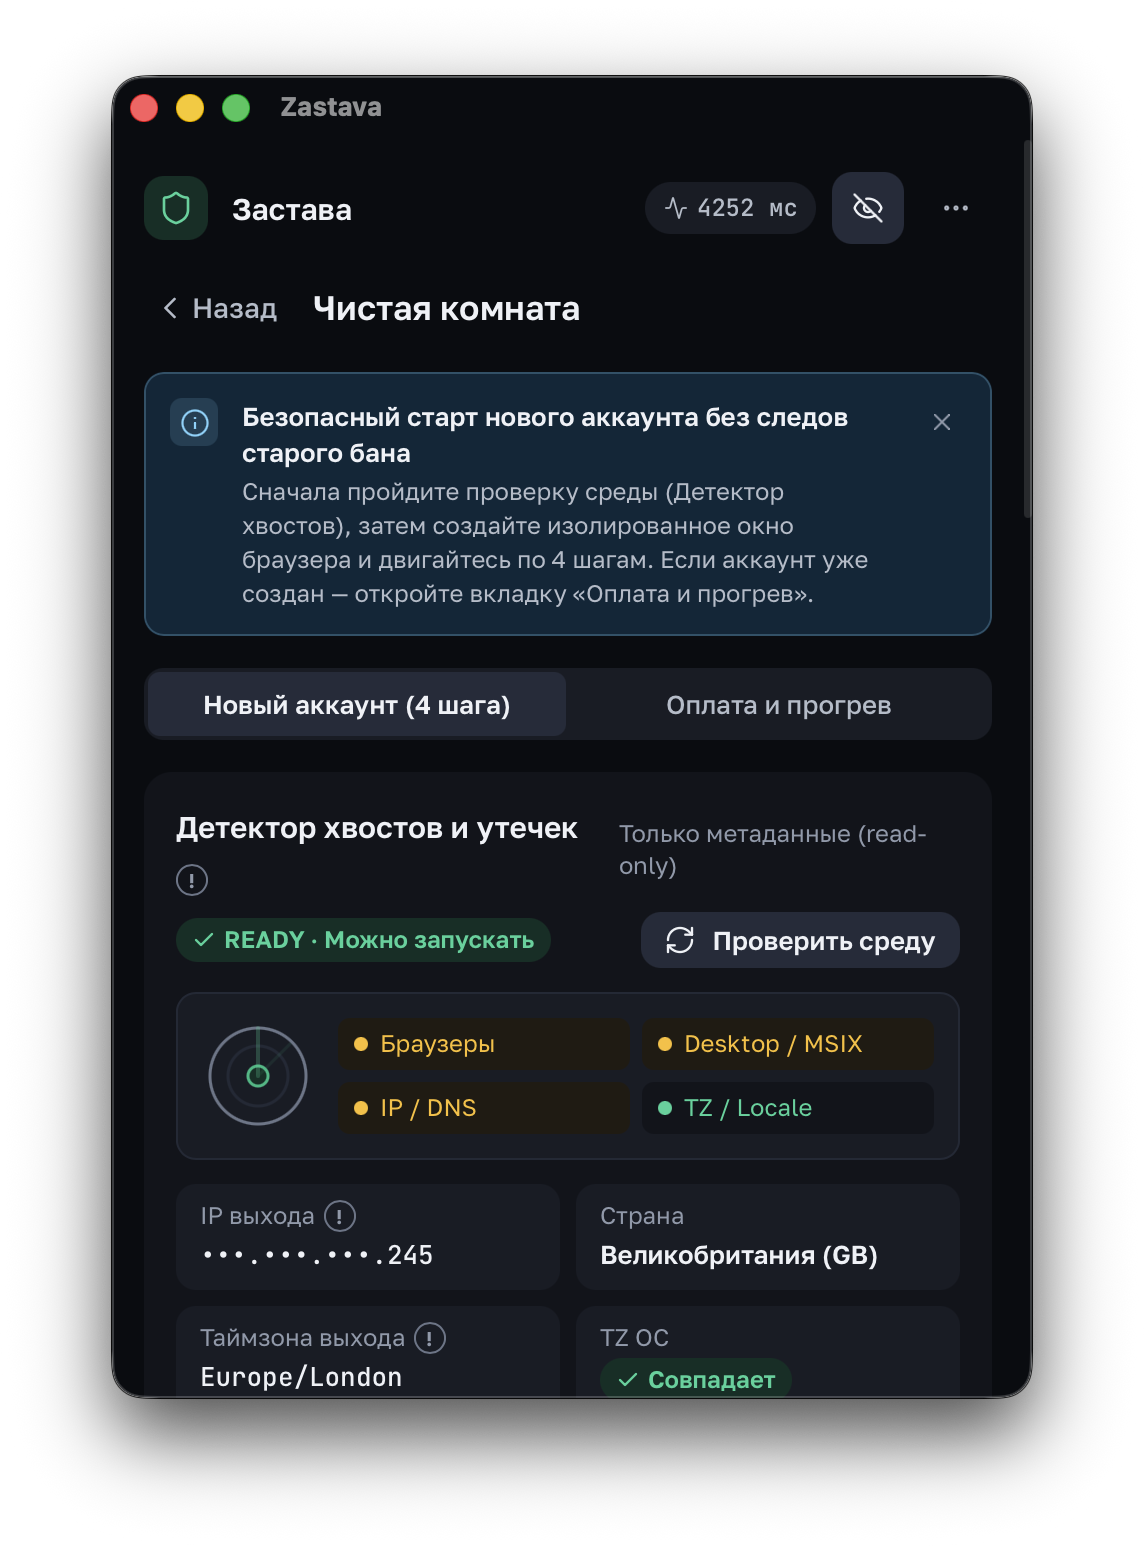 Zastava
Застава
4252 мс
Назад
Чистая комната
Безопасный старт нового аккаунта без следов
старого бана
Сначала пройдите проверку среды (Детектор
хвостов), затем создайте изолированное окно
браузера и двигайтесь по 4 шагам. Если аккаунт уже
создан — откройте вкладку «Оплата и прогрев».
Новый аккаунт (4 шага)
Оплата и прогрев
Детектор хвостов и утечек
Только метаданные (read-
only)
READY · Можно запускать
Проверить среду
Браузеры
Desktop / MSIX
IP / DNS
TZ / Locale
IP выхода
•••.•••.•••.245
Страна
Великобритания (GB)
Таймзона выхода
Europe/London
TZ ОС
Совпадает